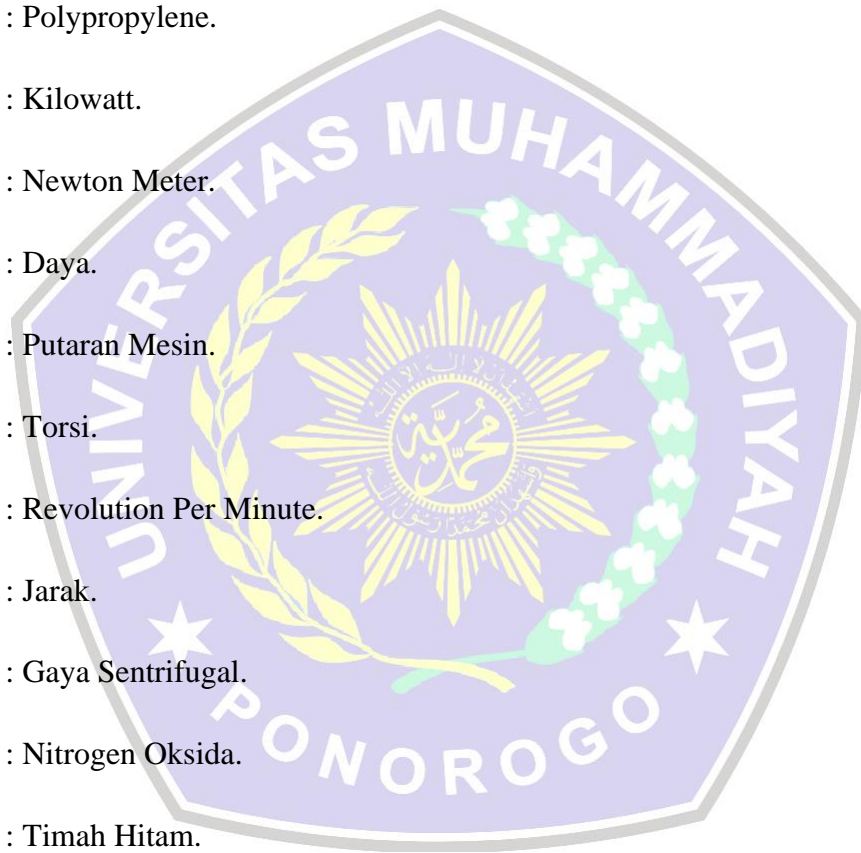 : Polypropylene.
: Kilowatt.
: Newton Meter.
: Daya.
: Putaran Mesin.
: Torsi.
: Revolution Per Minute.
: Jarak.
: Gaya Sentrifugal.
: Nitrogen Oksida.
: Timah Hitam.
UNIVERSITAS MUHAMMADIYAH
PONOROGO
محمدية